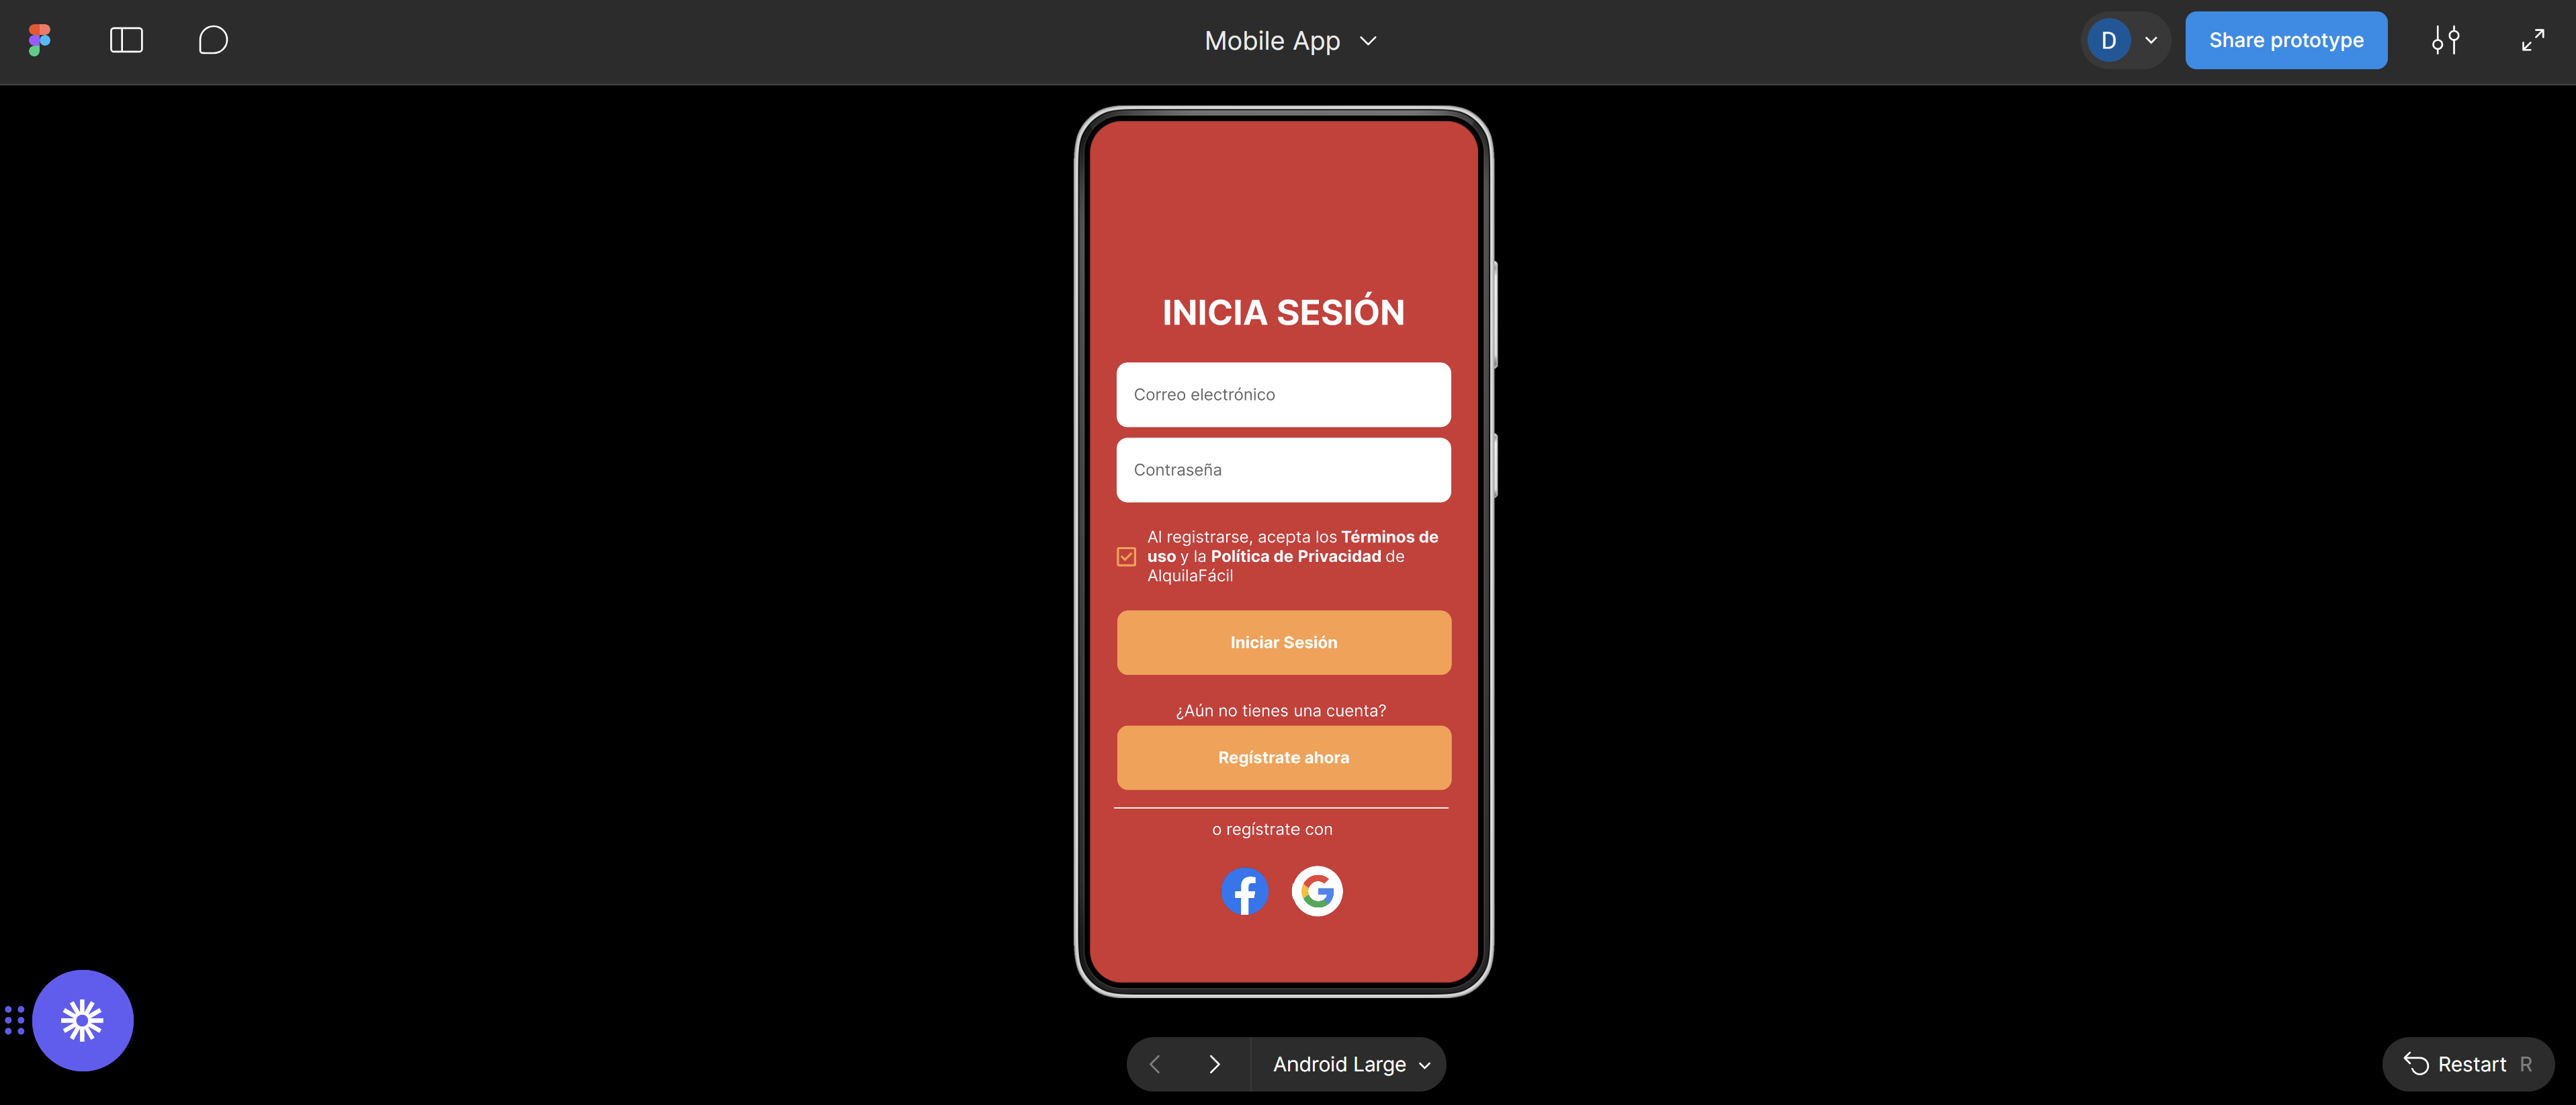 Mobile App
D
Share prototype
INICIA SESIÓN
Correo electrónico
Contraseña
Al registrarse, acepta los Términos de
uso y la Política de Privacidad de
AlquilaFácil
Iniciar Sesión
¿Aún no tienes una cuenta?
Regístrate ahora
o regístrate con
Android Large
Restart R